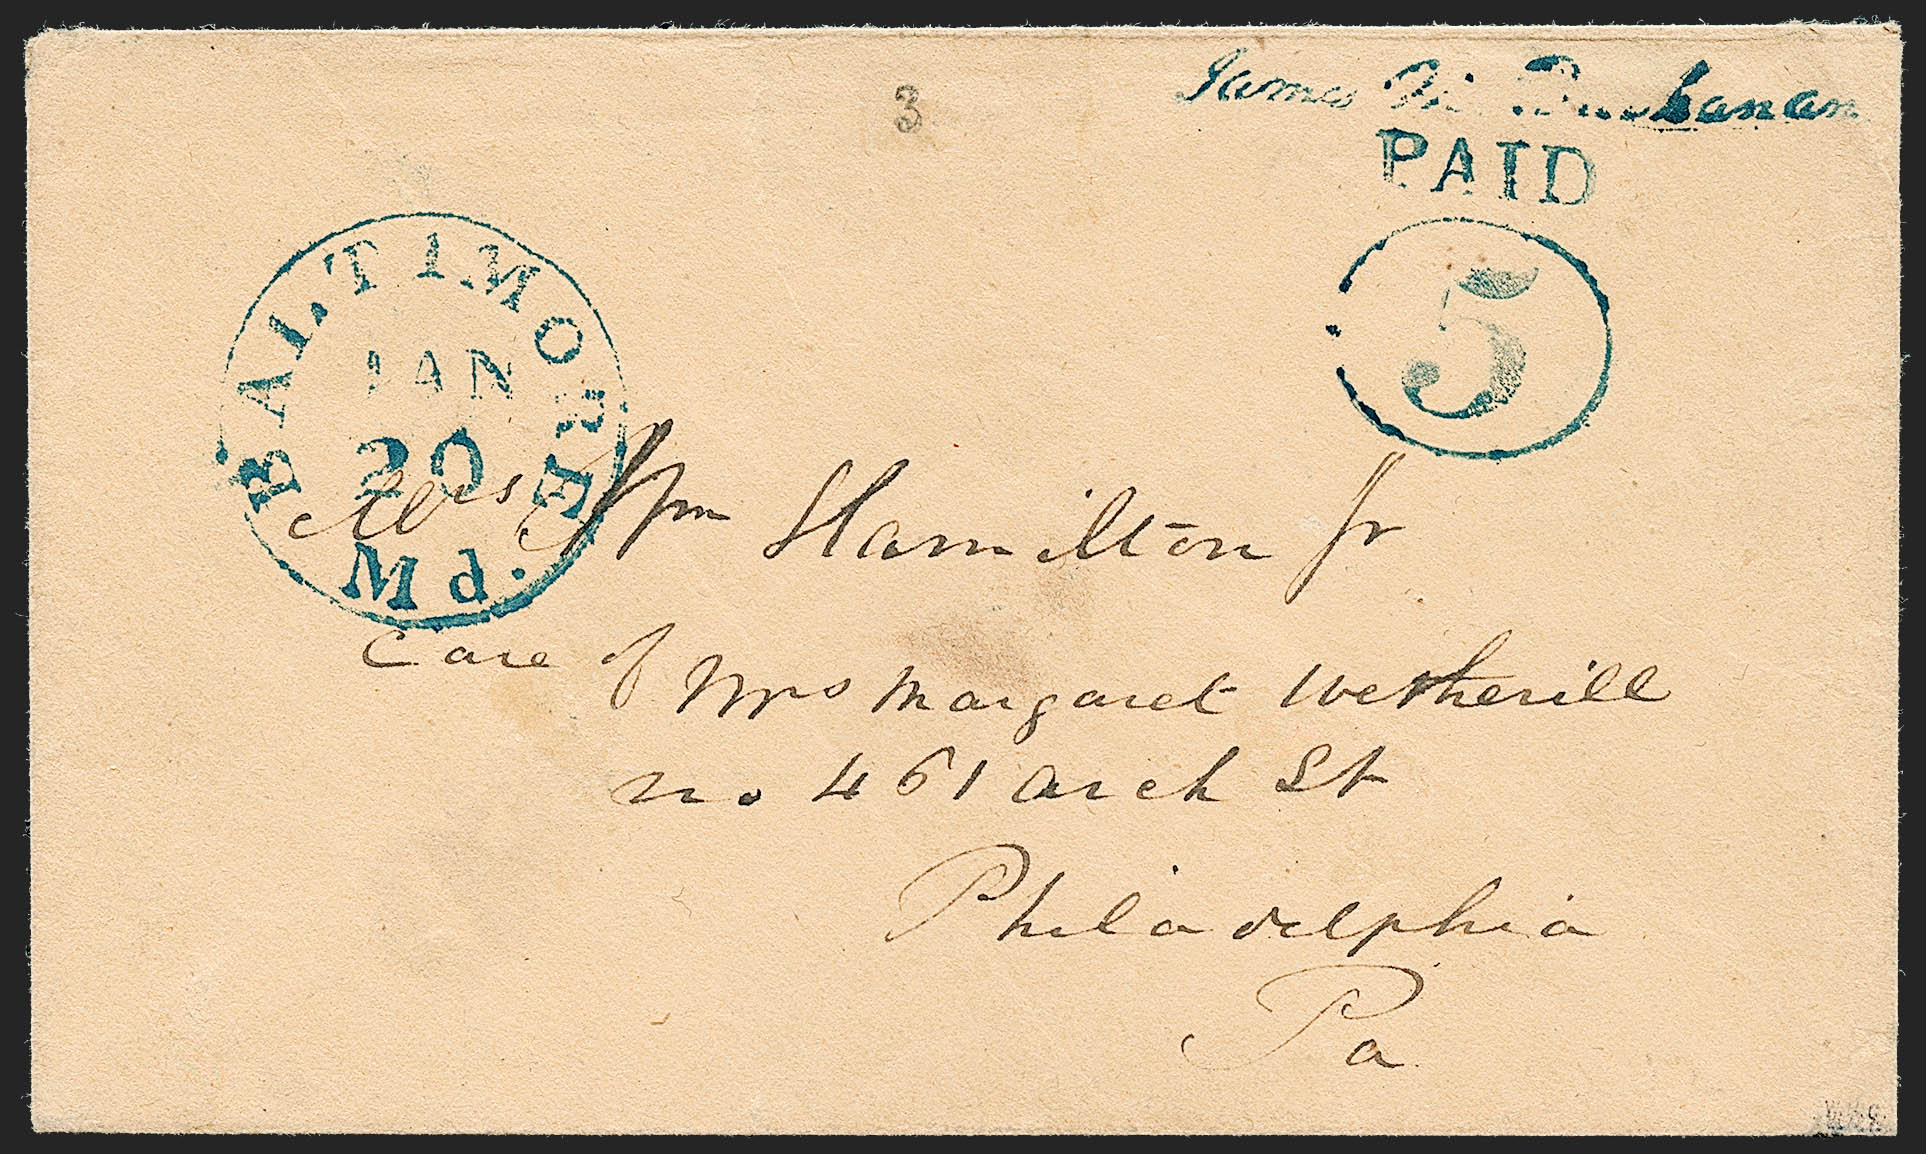 James M. Buchanan
PAID
5
3
BALTIMORE Md.
JAN
20
Mrs Wm Hamilton Jr
Care of Mrs Margaret Wetherill
No 461 Arch St
Philadelphia
Pa